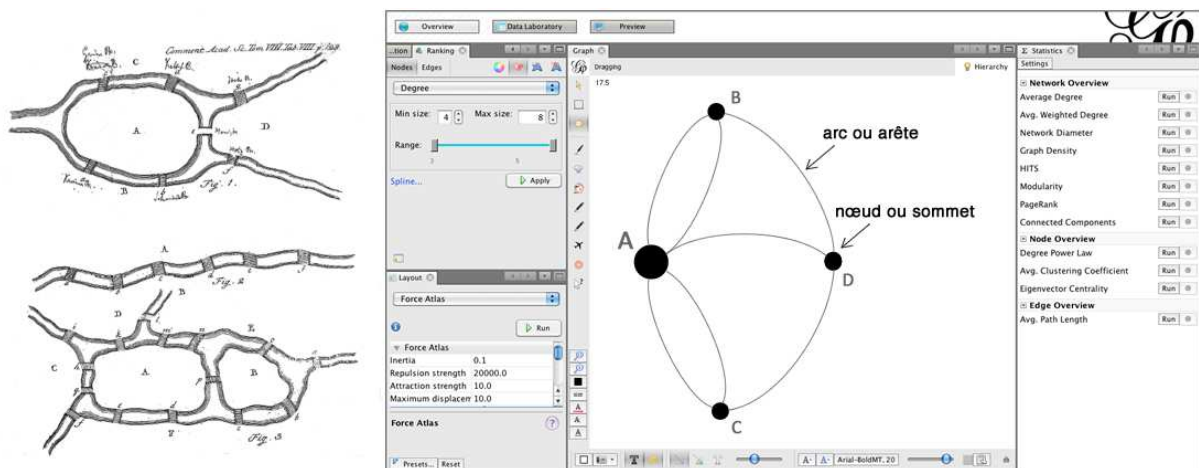 Comment. Acad. Sc. Tom. VIII. Tab. VIII. p.
C
A
D
B
Fig. 1.
A
Fig. 2
B
D
E
C
A
B
Fig. 3
Overview
Data Laboratory
Preview
...tion
Ranking
Nodes Edges
Degree
Min size: 4 Max size: 8
Range:
3 5
Spline...
Apply
Layout
Force Atlas
Run
Force Atlas
Inertia 0.1
Repulsion strength 20000.0
Attraction strength 10.0
Maximum displacem 10.0
Force Atlas
Presets... Reset
Graph
Dragging
Hierarchy
17.5
B
arc ou arête
nœud ou sommet
A
D
C
Arial-BoldMT, 20
Statistics
Settings
Network Overview
Average Degree Run
Avg. Weighted Degree Run
Network Diameter Run
Graph Density Run
HITS Run
Modularity Run
PageRank Run
Connected Components Run
Node Overview
Degree Power Law Run
Avg. Clustering Coefficient Run
Eigenvector Centrality Run
Edge Overview
Avg. Path Length Run